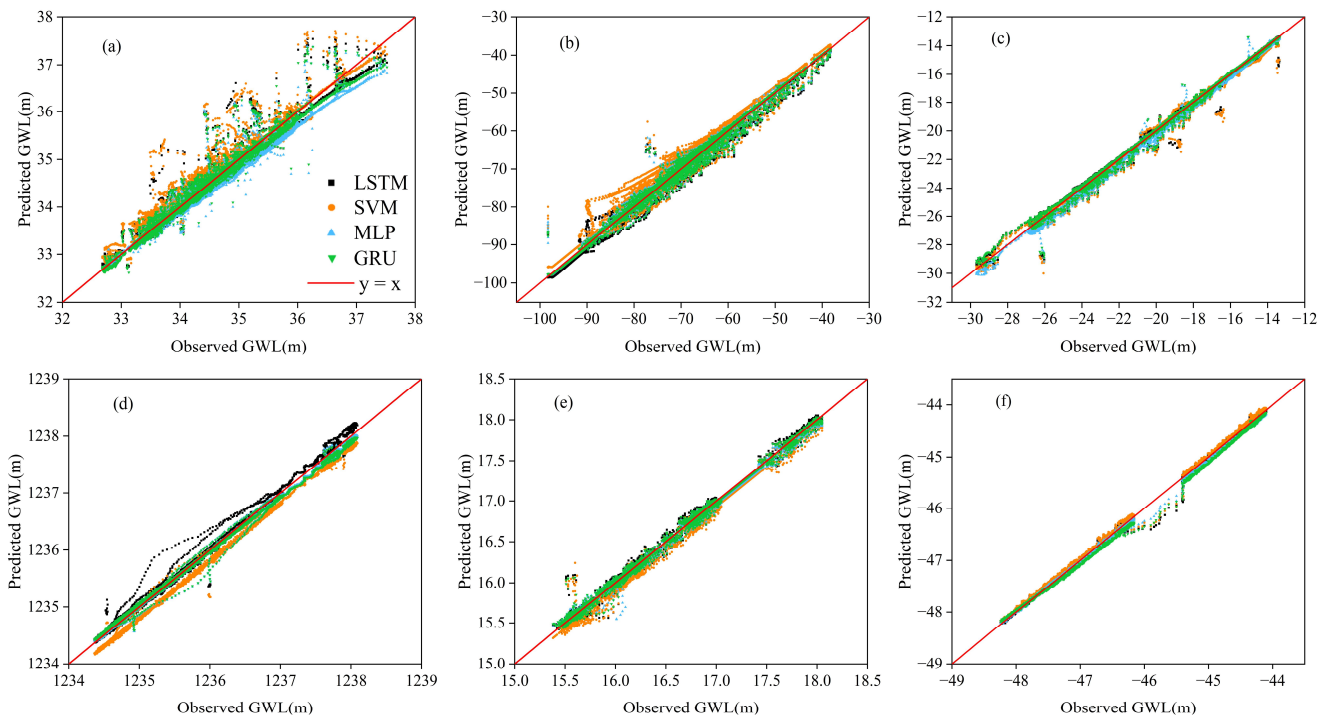 38
37
36
35
34
33
32
Predicted GWL(m)
(a)
LSTM
SVM
MLP
GRU
y = x
32 33 34 35 36 37 38
Observed GWL(m)
−30
−40
−50
−60
−70
−80
−90
−100
Predicted GWL(m)
(b)
−100 −90 −80 −70 −60 −50 −40 −30
Observed GWL(m)
−12
−14
−16
−18
−20
−22
−24
−26
−28
−30
−32
Predicted GWL(m)
(c)
−30 −28 −26 −24 −22 −20 −18 −16 −14 −12
Observed GWL(m)
1239
1238
1237
1236
1235
1234
Predicted GWL(m)
(d)
1234 1235 1236 1237 1238 1239
Observed GWL(m)
18.5
18.0
17.5
17.0
16.5
16.0
15.5
15.0
Predicted GWL(m)
(e)
15.0 15.5 16.0 16.5 17.0 17.5 18.0 18.5
Observed GWL(m)
−44
−45
−46
−47
−48
−49
Predicted GWL(m)
(f)
−49 −48 −47 −46 −45 −44
Observed GWL(m)